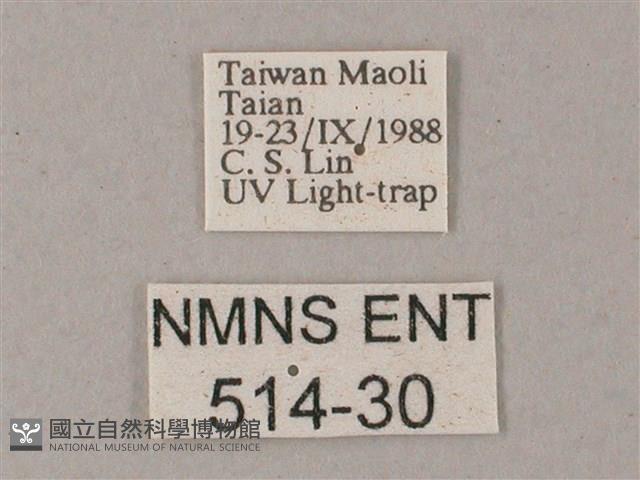 Taiwan Maoli
Taian
19-23/IX/1988
C. S. Lin
UV Light-trap
NMNS ENT
514-30
國立自然科學博物館
NATIONAL MUSEUM OF NATURAL SCIENCE